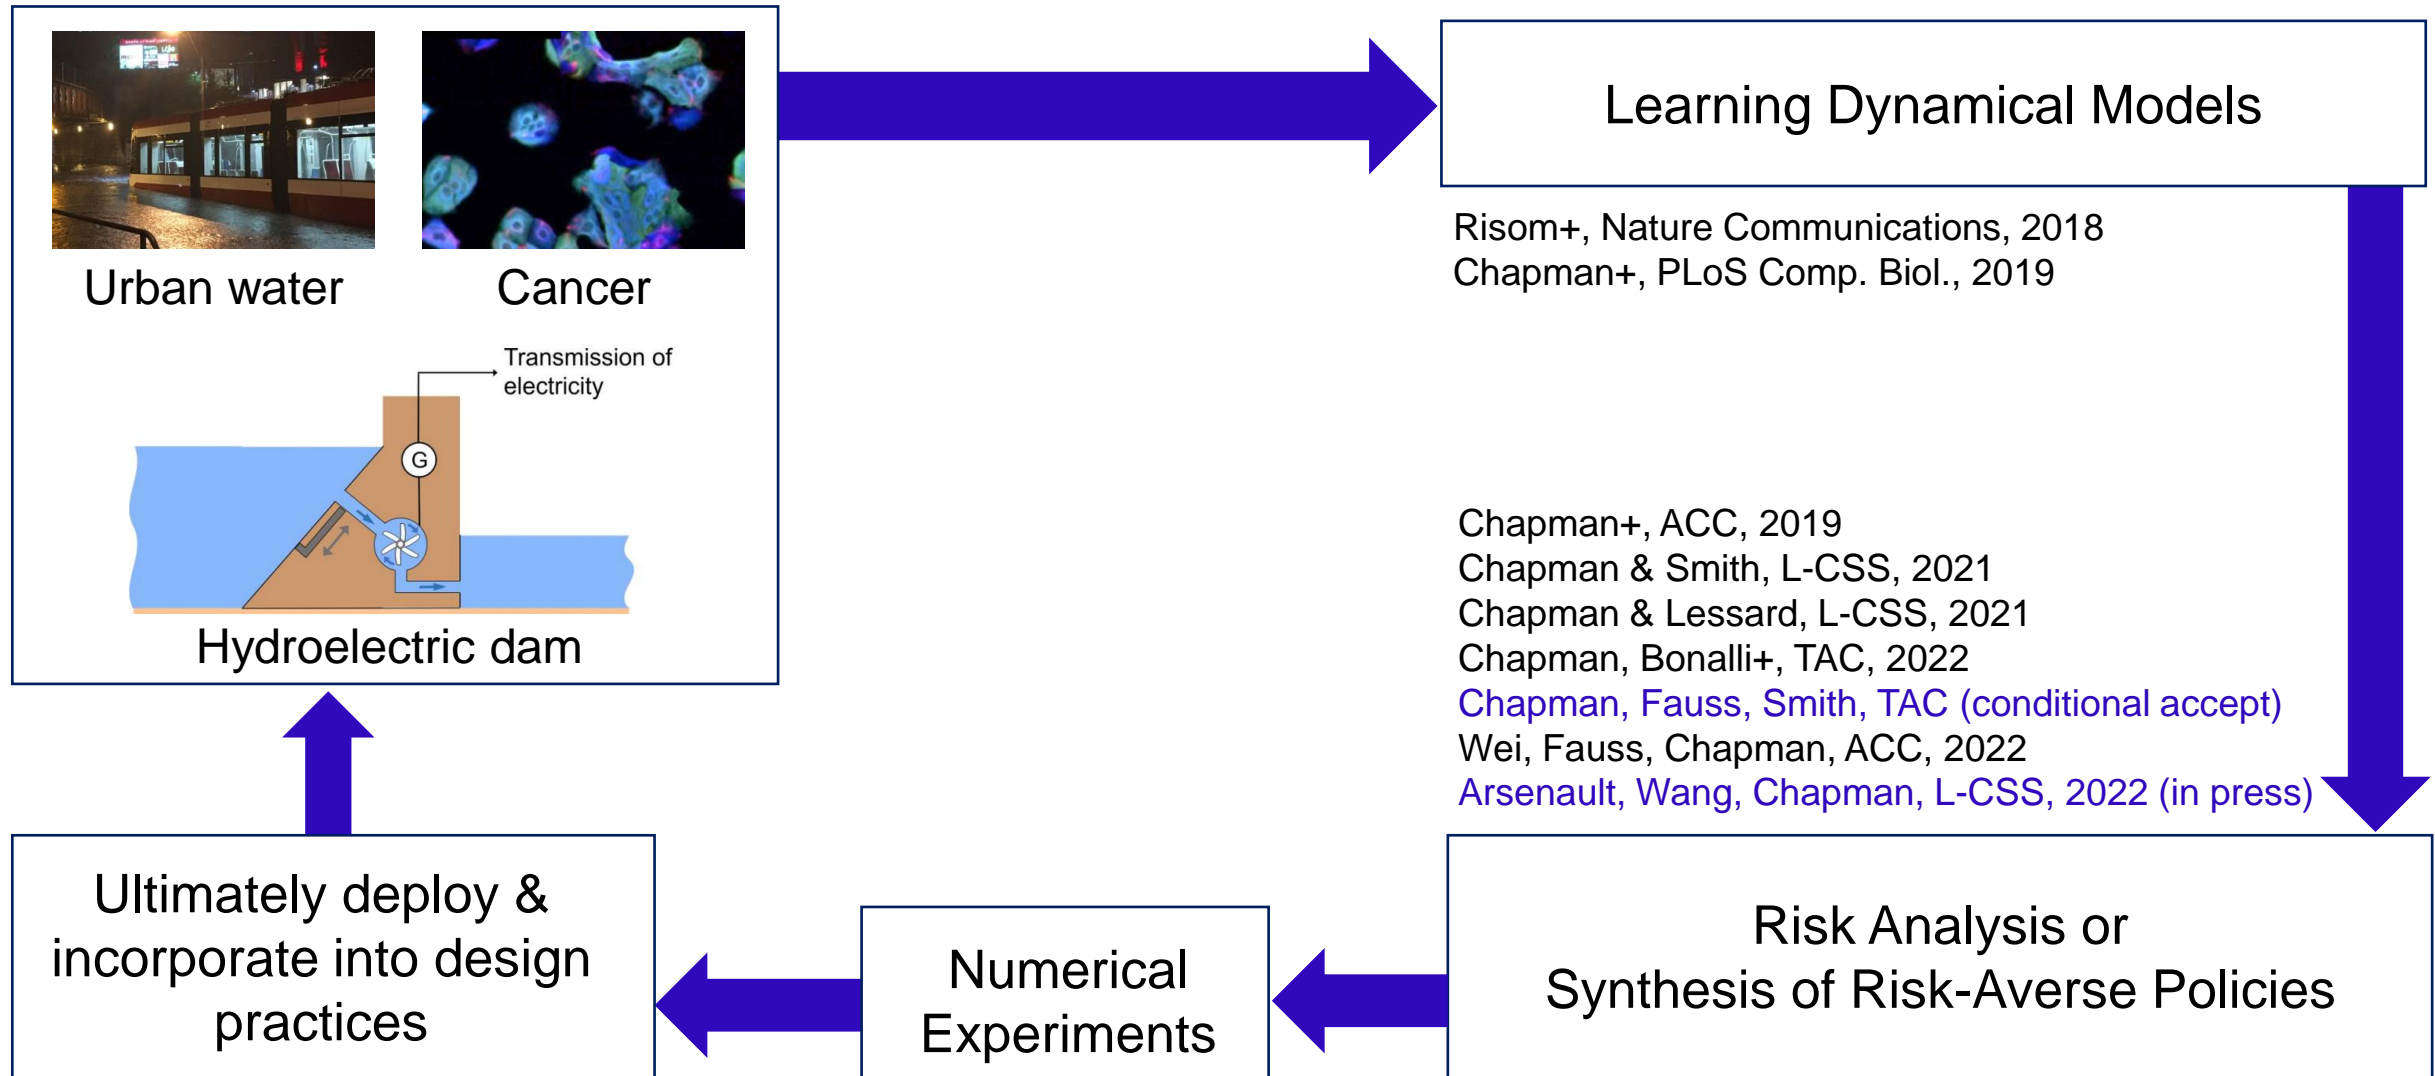 Urban water
Cancer
Transmission of
electricity
G
Hydroelectric dam
Learning Dynamical Models
Risom+, Nature Communications, 2018
Chapman+, PLoS Comp. Biol., 2019
Chapman+, ACC, 2019
Chapman & Smith, L-CSS, 2021
Chapman & Lessard, L-CSS, 2021
Chapman, Bonalli+, TAC, 2022
Chapman, Fauss, Smith, TAC (conditional accept)
Wei, Fauss, Chapman, ACC, 2022
Arsenault, Wang, Chapman, L-CSS, 2022 (in press)
Risk Analysis or
Synthesis of Risk-Averse Policies
Numerical
Experiments
Ultimately deploy &
incorporate into design
practices